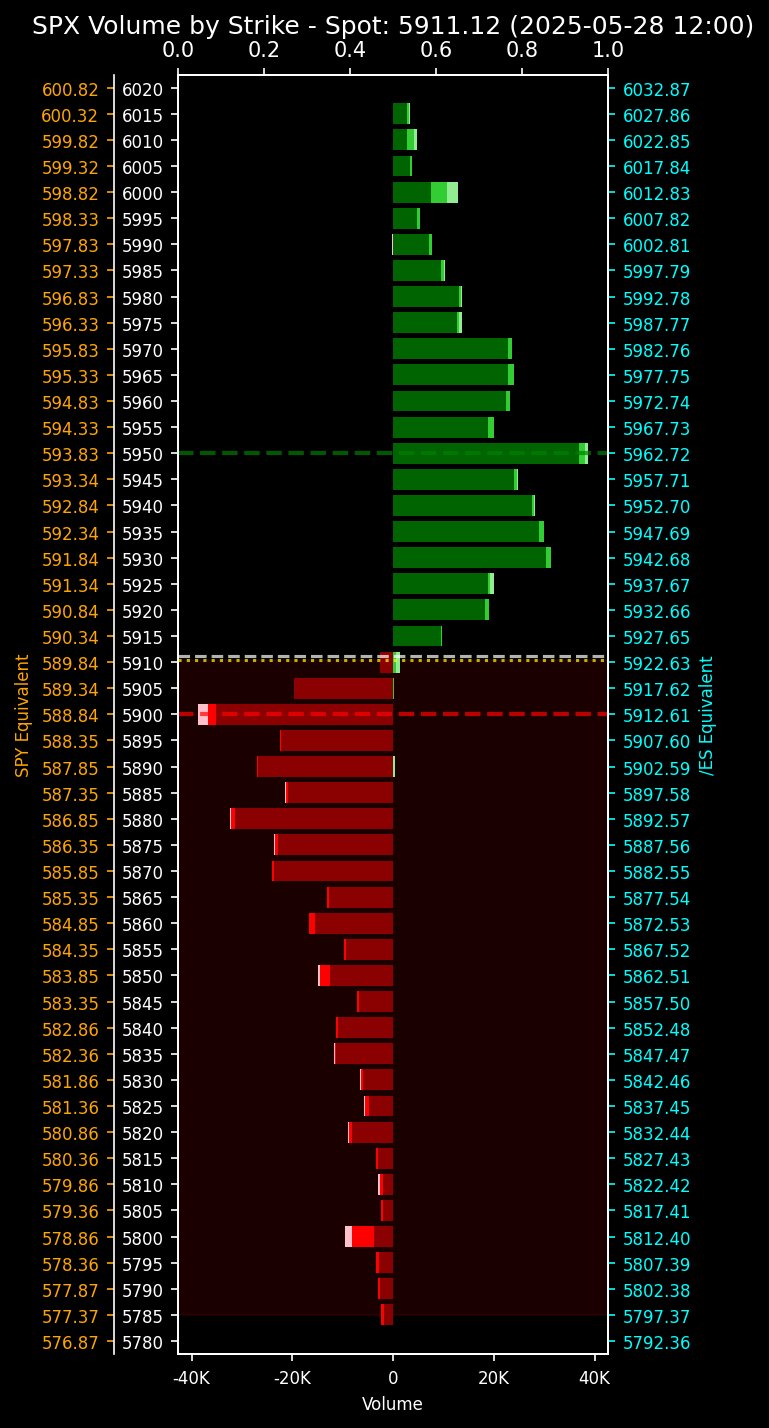 SPX Volume by Strike - Spot: 5911.12 (2025-05-28 12:00)
0.0 0.2 0.4 0.6 0.8 1.0
600.82 6020 6032.87
600.32 6015 6027.86
599.82 6010 6022.85
599.32 6005 6017.84
598.82 6000 6012.83
598.33 5995 6007.82
597.83 5990 6002.81
597.33 5985 5997.79
596.83 5980 5992.78
596.33 5975 5987.77
595.83 5970 5982.76
595.33 5965 5977.75
594.83 5960 5972.74
594.33 5955 5967.73
593.83 5950 5962.72
593.34 5945 5957.71
592.84 5940 5952.70
592.34 5935 5947.69
591.84 5930 5942.68
591.34 5925 5937.67
590.84 5920 5932.66
590.34 5915 5927.65
589.84 5910 5922.63
589.34 5905 5917.62
588.84 5900 5912.61
588.35 5895 5907.60
587.85 5890 5902.59
587.35 5885 5897.58
586.85 5880 5892.57
586.35 5875 5887.56
585.85 5870 5882.55
585.35 5865 5877.54
584.85 5860 5872.53
584.35 5855 5867.52
583.85 5850 5862.51
583.35 5845 5857.50
582.86 5840 5852.48
582.36 5835 5847.47
581.86 5830 5842.46
581.36 5825 5837.45
580.86 5820 5832.44
580.36 5815 5827.43
579.86 5810 5822.42
579.36 5805 5817.41
578.86 5800 5812.40
578.36 5795 5807.39
577.87 5790 5802.38
577.37 5785 5797.37
576.87 5780 5792.36
SPY Equivalent
/ES Equivalent
-40K -20K 0 20K 40K
Volume